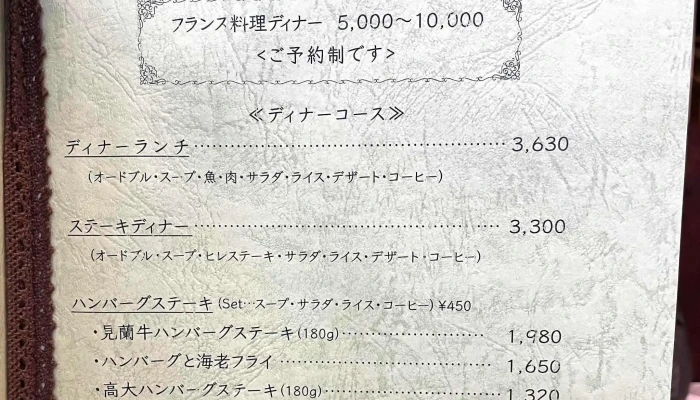 フランス料理ディナー 5,000～10,000
<ご予約制です>
≪ディナーコース≫
ディナーランチ・・・・・・・・・・・・・・・・・・・・・・・・・・・・・・ 3,630
(オードブル・スープ・魚・肉・サラダ・ライス・デザート・コーヒー)
ステーキディナー・・・・・・・・・・・・・・・・・・・・・・・・・・・・・・ 3,300
(オードブル・スープ・ヒレステーキ・サラダ・ライス・デザート・コーヒー)
ハンバーグステーキ (Set…スープ・サラダ・ライス・コーヒー) ¥450
・見蘭牛ハンバーグステーキ(180g)・・・・・・・・・・・・・・・ 1,980
・ハンバーグと海老フライ・・・・・・・・・・・・・・・・・・・・・・ 1,650
・高大ハンバーグステーキ(180g)・・・・・・・・・・・・・・・・・ 1,320